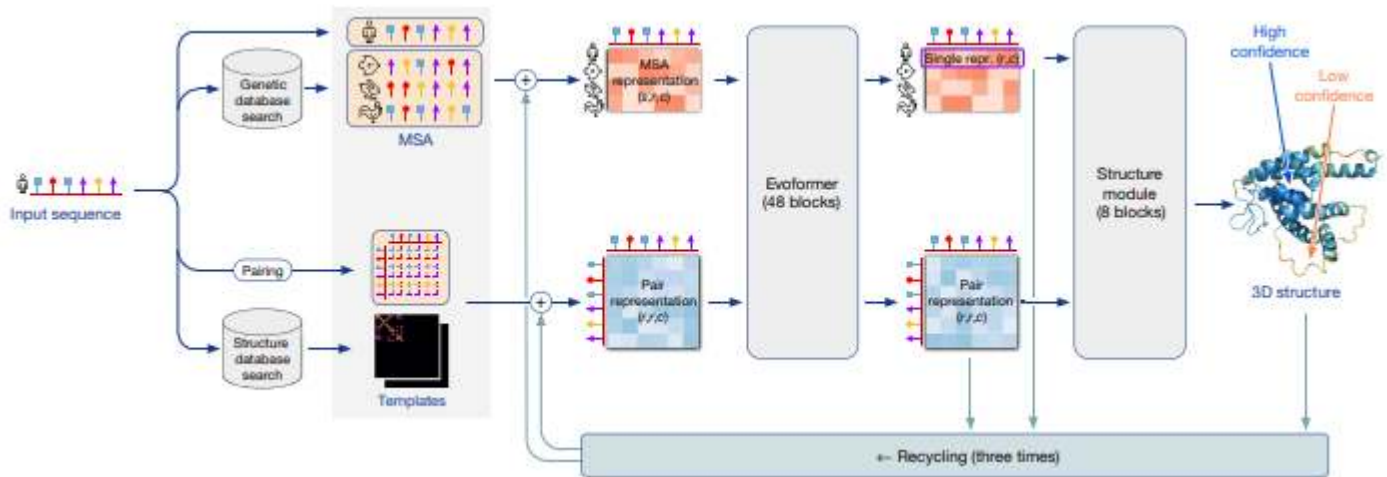 Genetic
database
search
MSA
Input sequence
Pairing
Structure
database
search
Templates
MSA
representation
(s,r,c)
Pair
representation
(r,r,c)
Evoformer
(48 blocks)
Single repr. (r,c)
Pair
representation
(r,r,c)
Structure
module
(8 blocks)
High
confidence
Low
confidence
3D structure
← Recycling (three times)